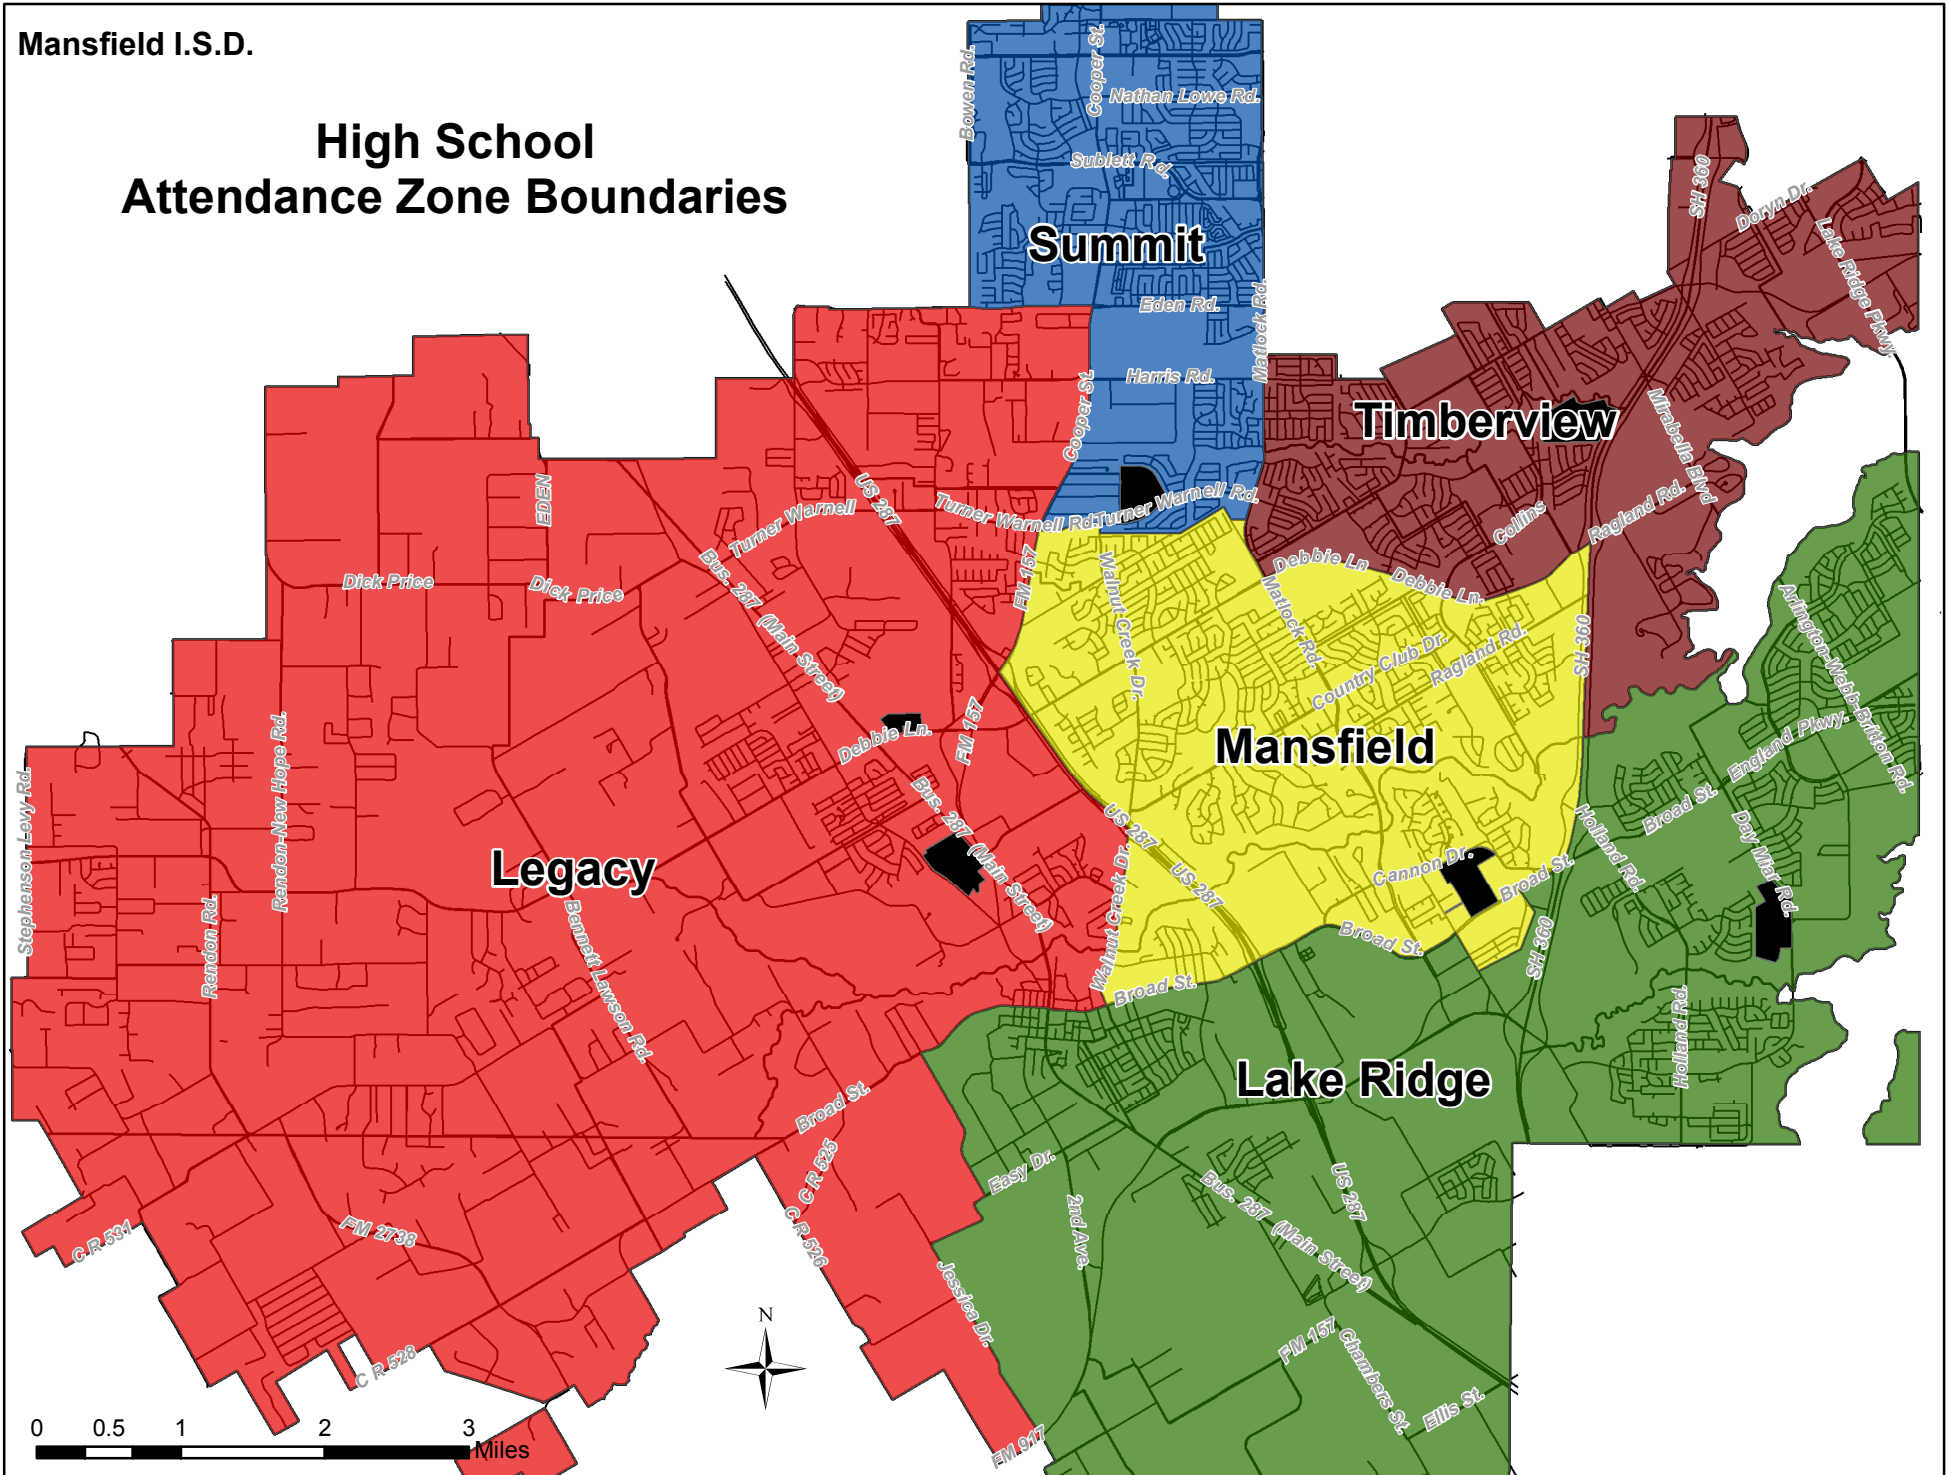 Mansfield I.S.D.
High School
Attendance Zone Boundaries
Bowen Rd.
Cooper St.
Nathan Lowe Rd.
Sublett Rd.
Summit
Eden Rd.
Matlock Rd.
Harris Rd.
Cooper St.
Turner Warnell Rd.
Turner Warnell Rd.
SH 360
Doryn Dr.
Lake Ridge Pkwy.
Timberview
Mirabella Blvd
Collins
Ragland Rd.
Debbie Ln
Debbie Ln.
EDEN
US 287
Turner Warnell
Dick Price
Dick Price
Bus. 287 (Main Street)
FM 157
Walnut Creek Dr.
Matlock Rd.
Country Club Dr.
Ragland Rd.
SH 360
Arlington-Webb-Britton Rd.
Mansfield
England Pkwy.
Broad St.
Day Miar Rd.
Holland Rd.
Rendon-New Hope Rd.
Stephenson-Levy Rd.
Rendon Rd.
Legacy
Debbie Ln.
FM 157
Bus. 287 (Main Street)
US 287
US 287
Walnut Creek Dr.
Cannon Dr.
Broad St.
Broad St.
Broad St.
SH 360
Holland Rd.
Bennett Lawson Rd.
Lake Ridge
Broad St.
C R 525
C R 526
Easy Dr.
2nd Ave.
Bus. 287 (Main Street)
US 287
C R 531
FM 2738
C R 528
Jessica Dr.
FM 157
Chambers St.
Ellis St.
FM 917
N
0 0.5 1 2 3
Miles